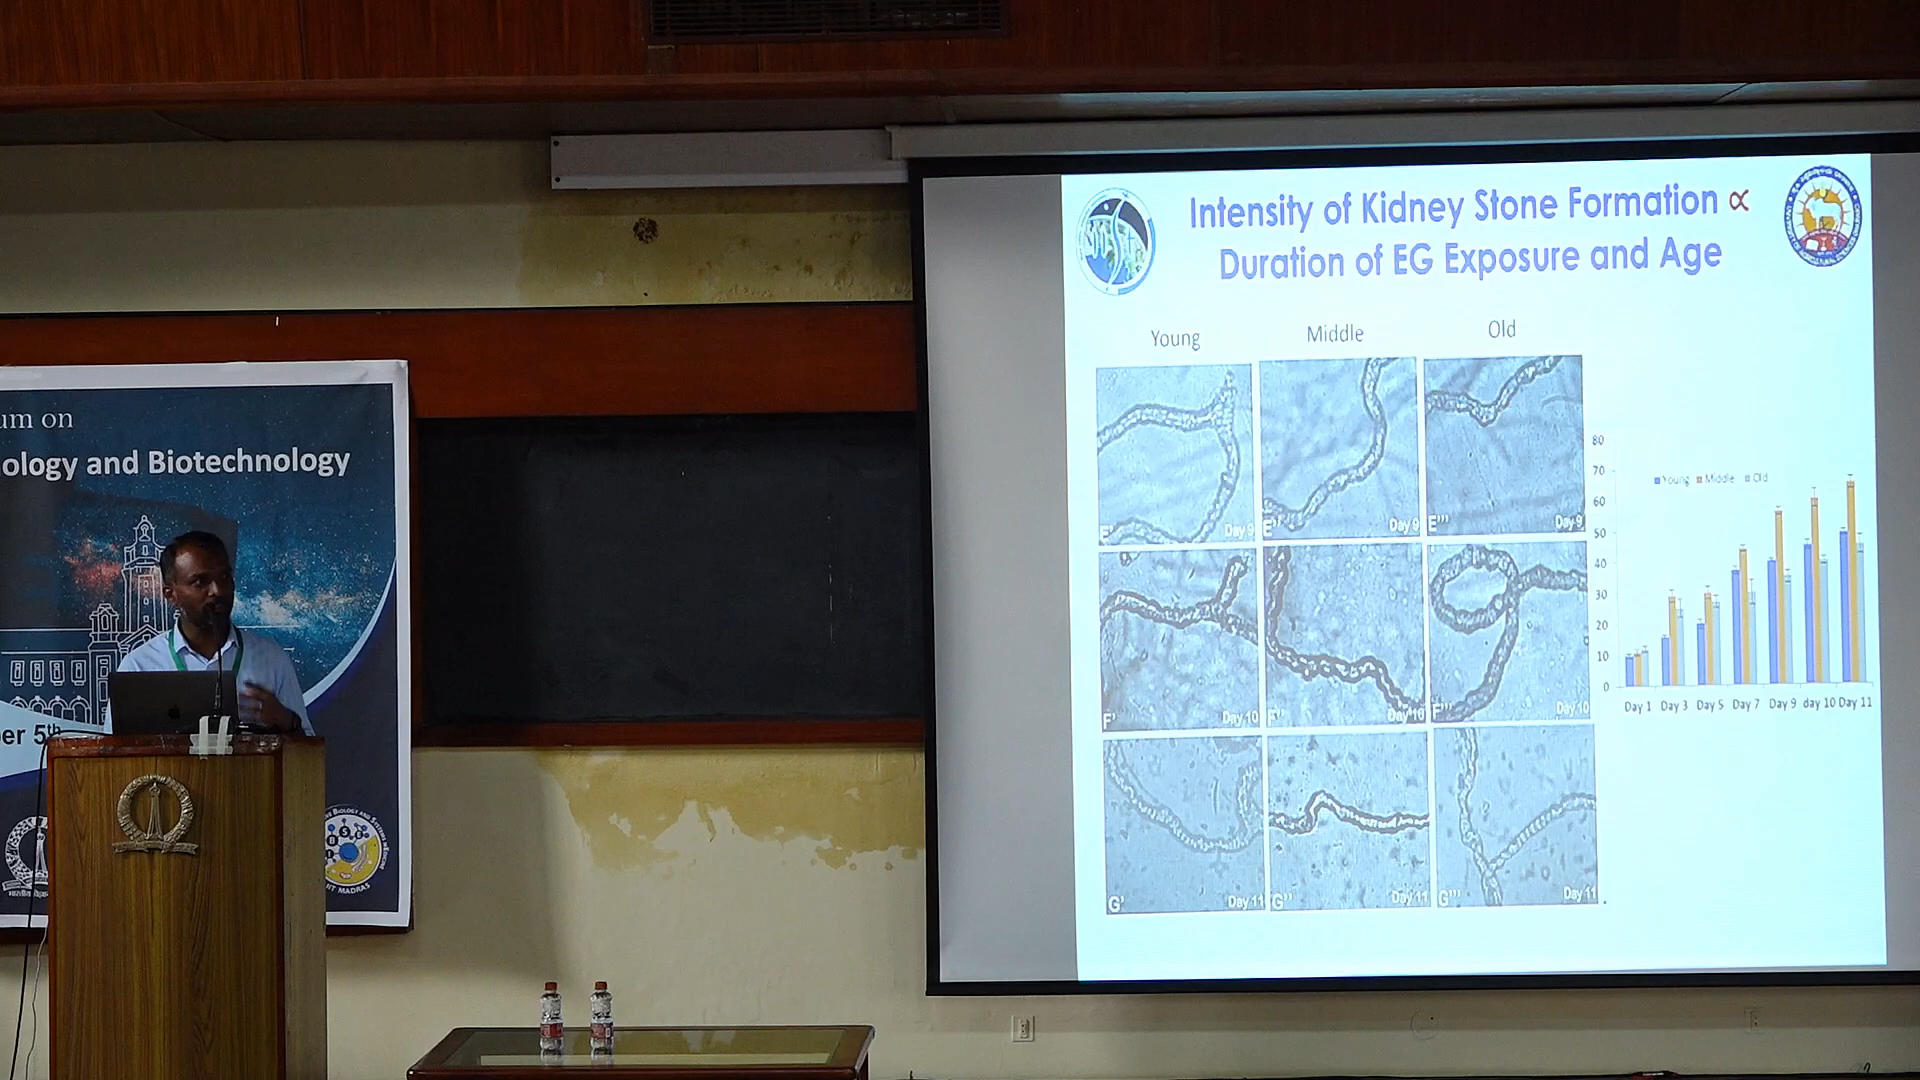 um on
ology and Biotechnology
er 5th
IIT MADRAS
Intensity of Kidney Stone Formation ∝
Duration of EG Exposure and Age
Young
Middle
Old
Day 9
E''
Day 9
E'''
Day 9
F'
Day 10
F''
Day 10
F'''
Day 10
G'
Day 11
G''
Day 11
G'''
Day 11
Young Middle Old
80
70
60
50
40
30
20
10
0
Day 1 Day 3 Day 5 Day 7 Day 9 day 10 Day 11